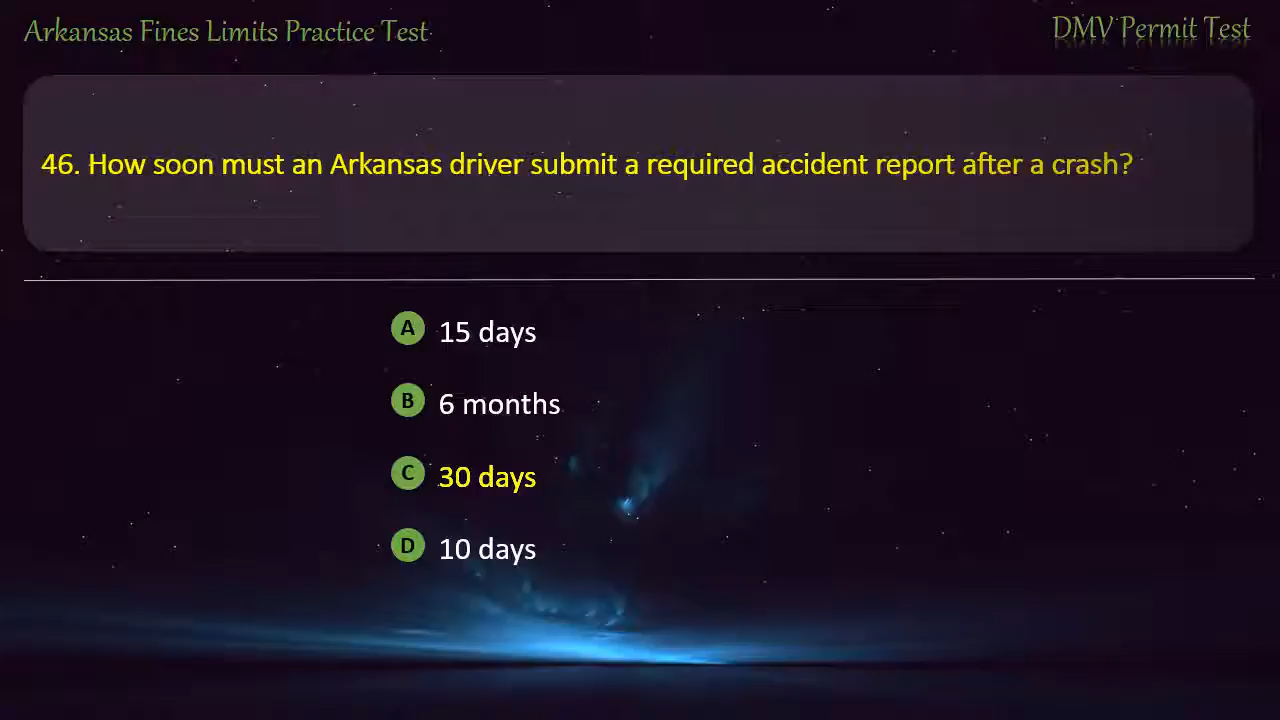 Arkansas Fines Limits Practice Test
DMV Permit Test
46. How soon must an Arkansas driver submit a required accident report after a crash?
A 15 days
B 6 months
C 30 days
D 10 days